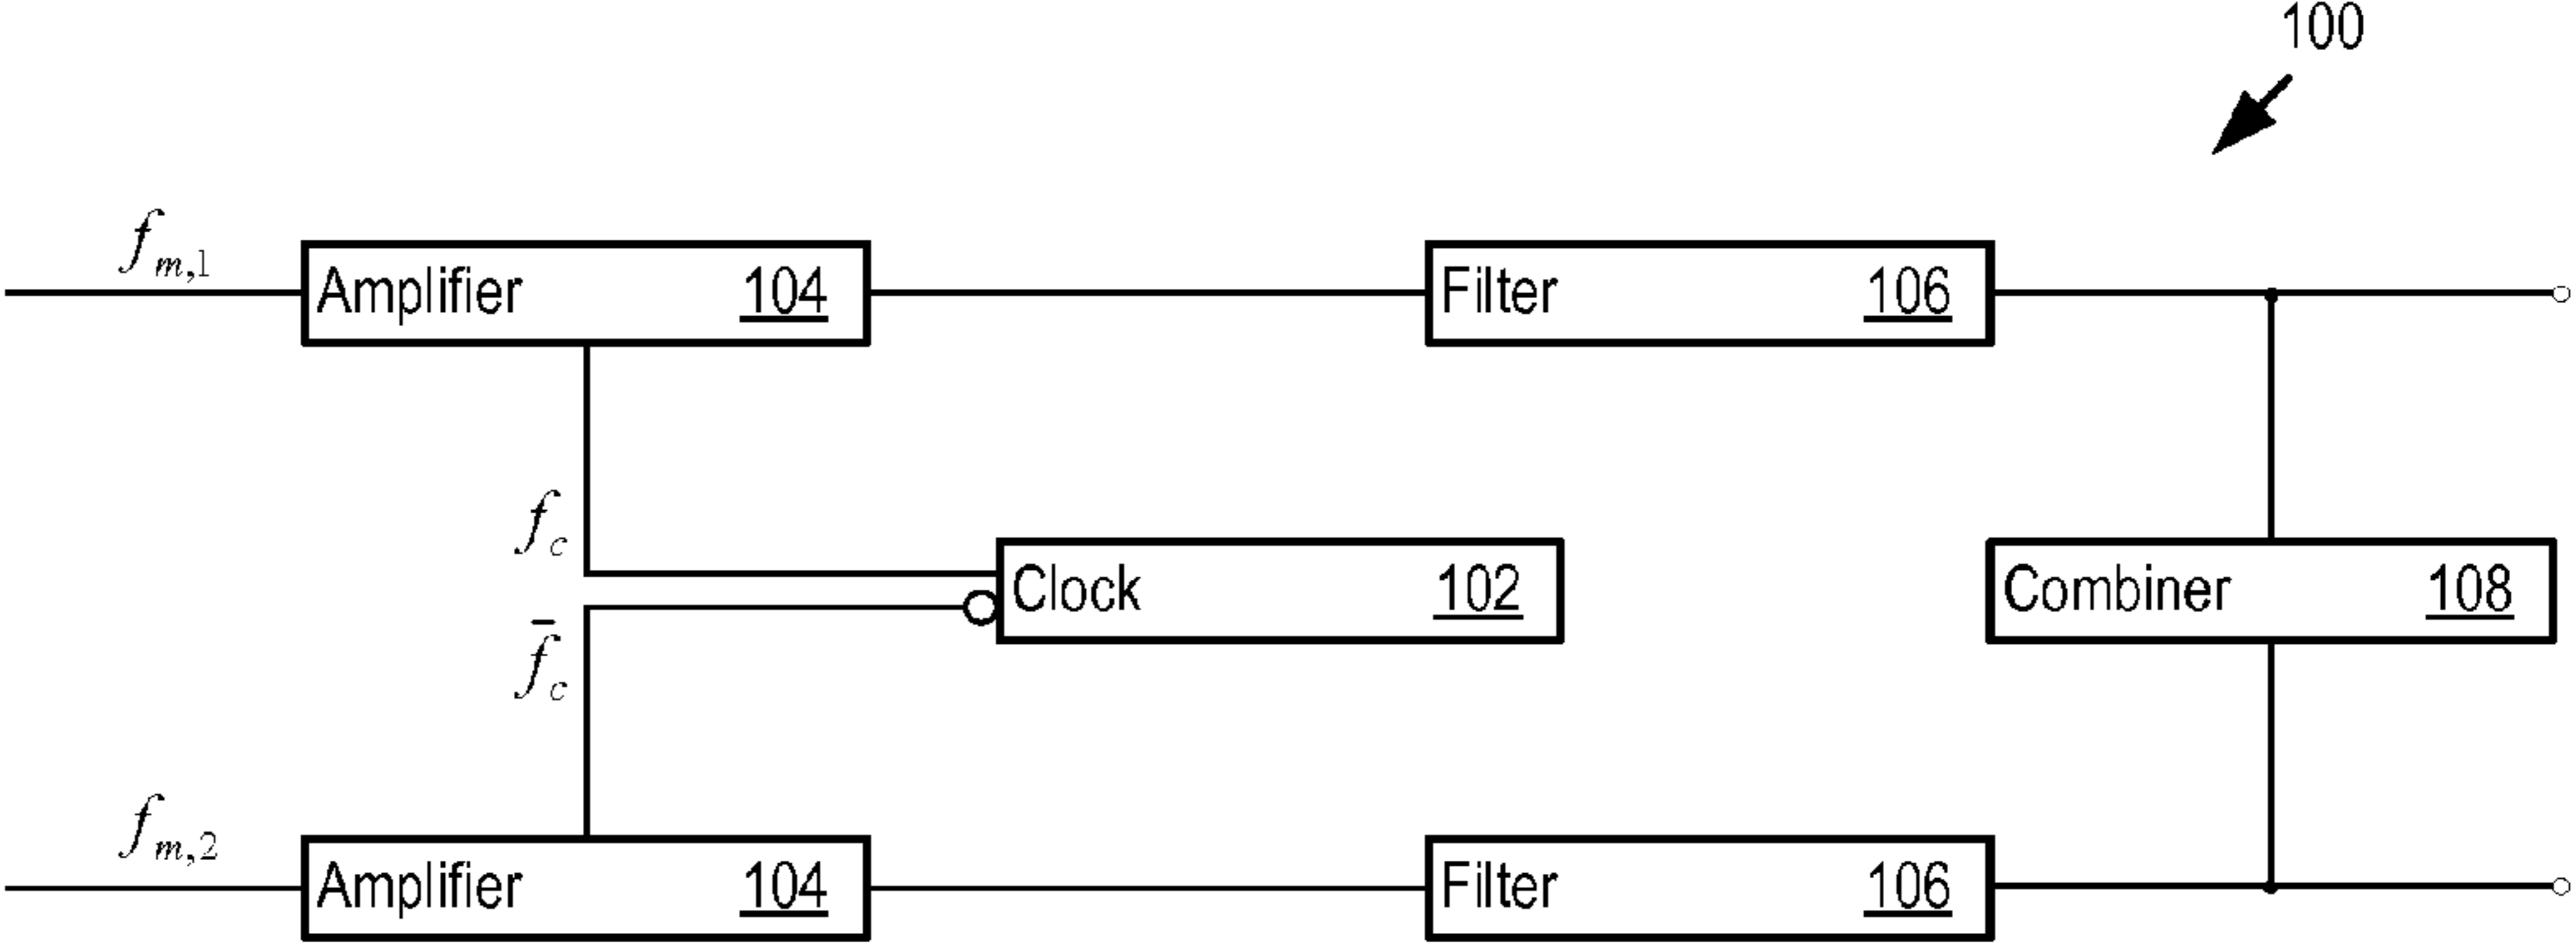 100
f_{m,1}
Amplifier 104 Filter 106
f_c
Clock 102 Combiner 108
\bar{f}_c
f_{m,2}
Amplifier 104 Filter 106